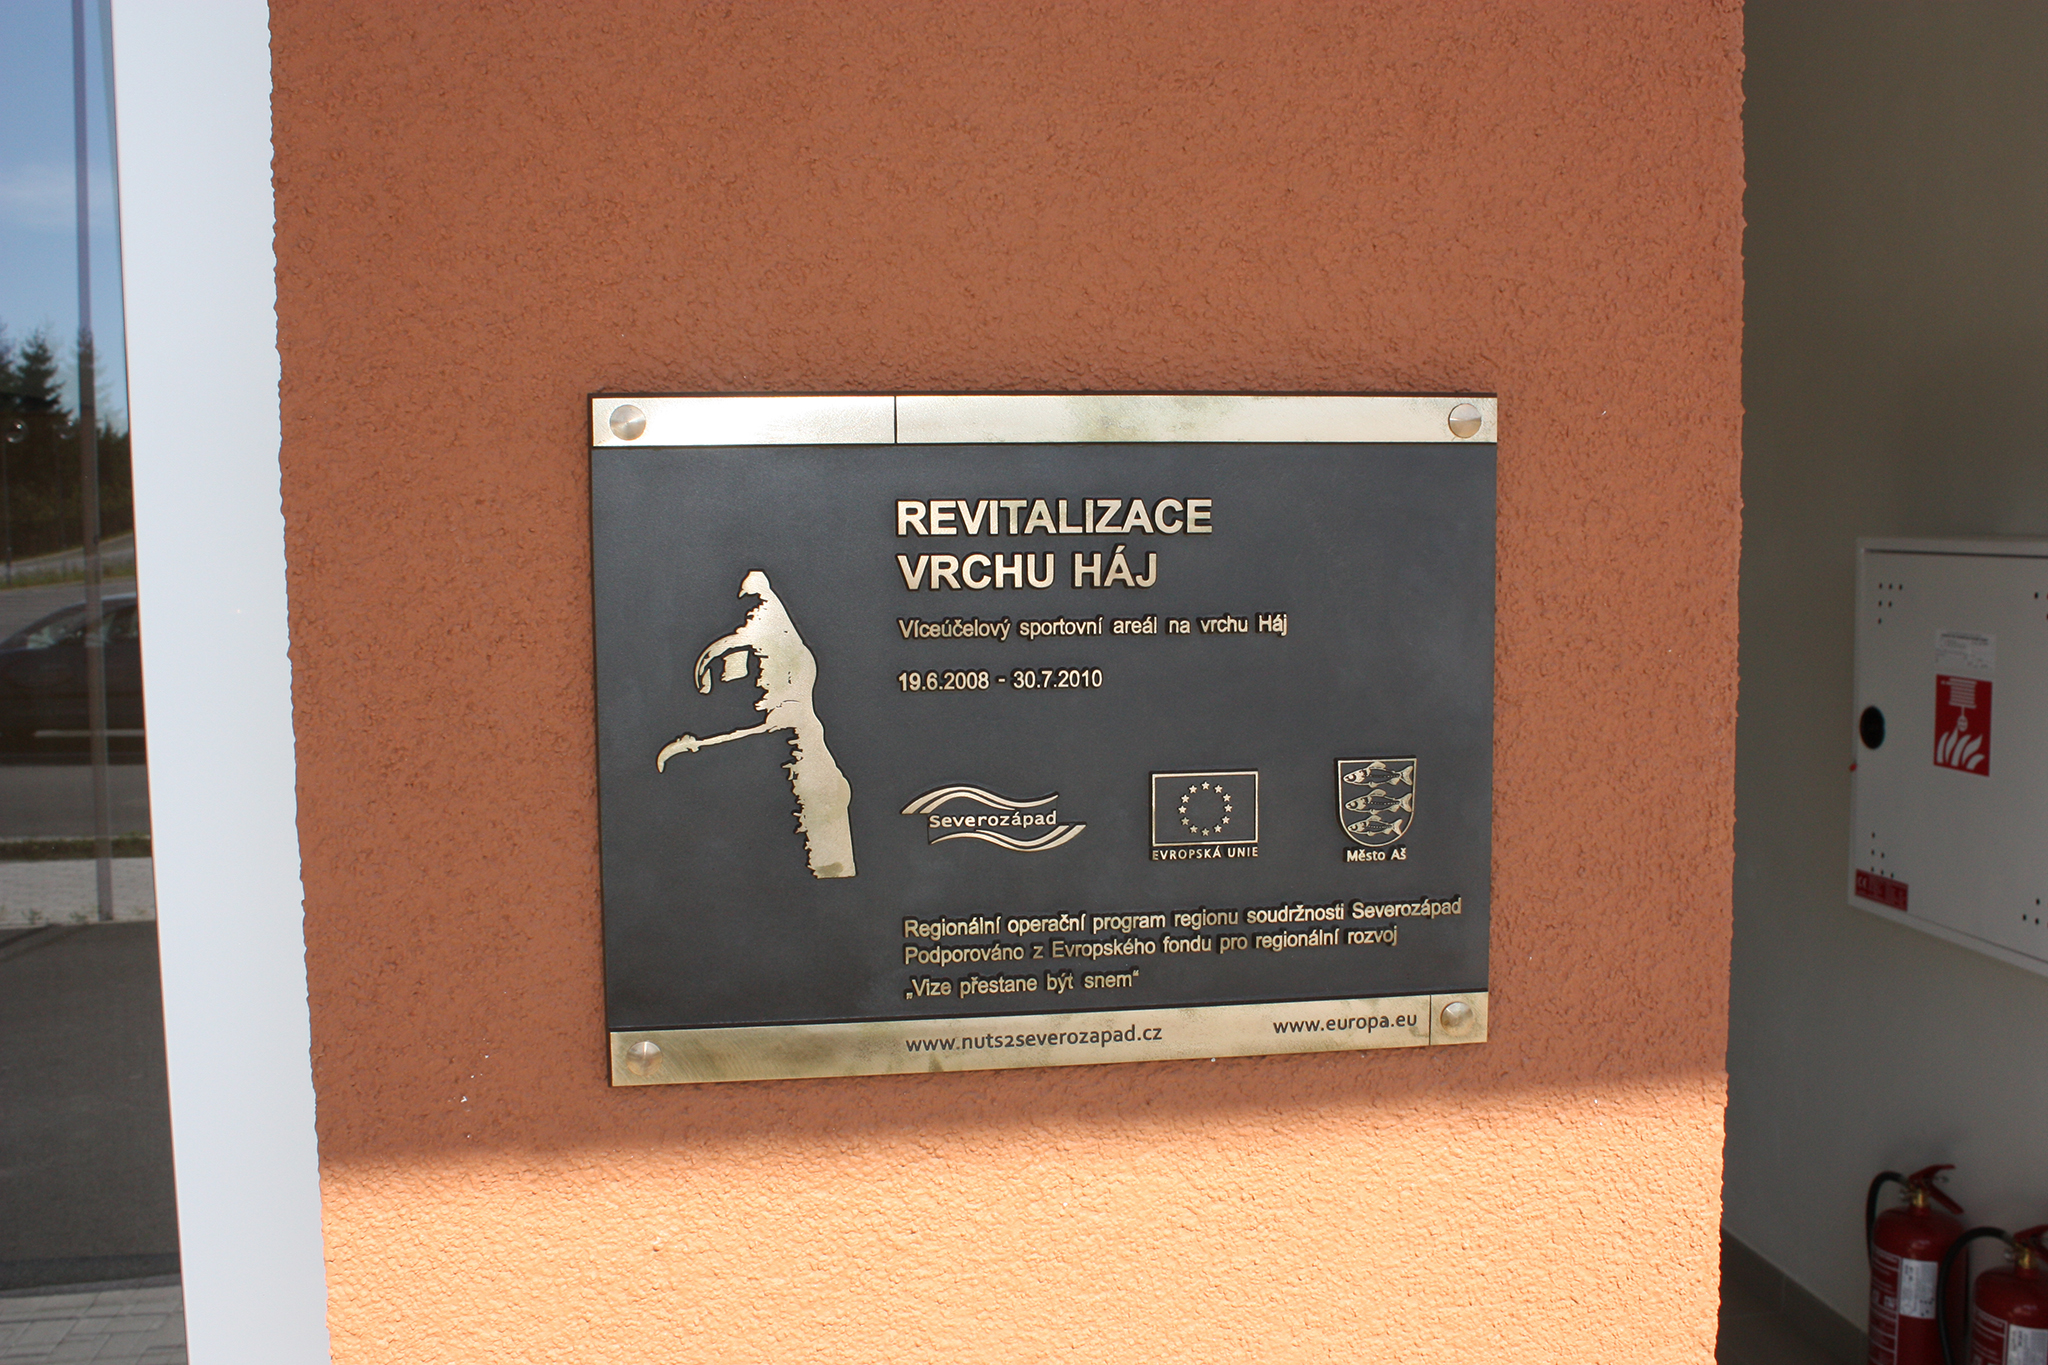 REVITALIZACE
VRCHU HÁJ
Víceúčelový sportovní areál na vrchu Háj
19.6.2008 - 30.7.2010
Severozápad
EVROPSKÁ UNIE
Město Aš
Regionální operační program regionu soudržnosti Severozápad
Podporováno z Evropského fondu pro regionální rozvoj
„Vize přestane být snem“
www.nuts2severozapad.cz
www.europa.eu